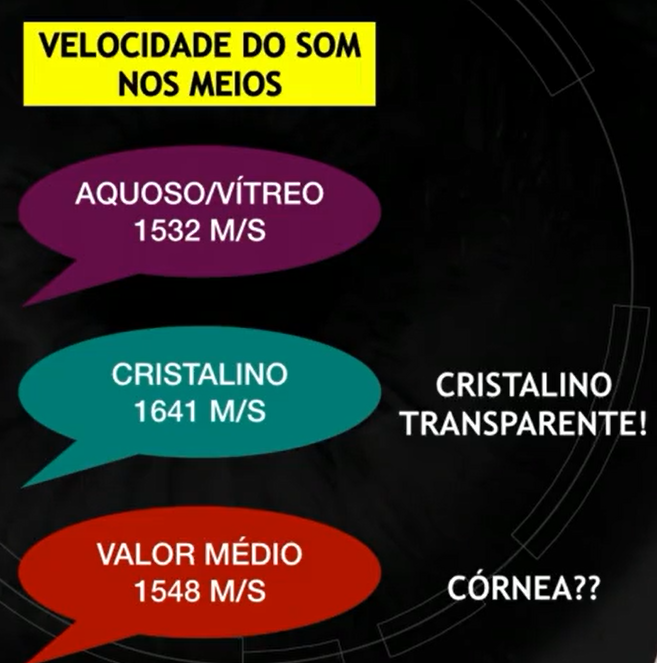 VELOCIDADE DO SOM
NOS MEIOS
AQUOSO/VÍTREO
1532 M/S
CRISTALINO
1641 M/S
CRISTALINO
TRANSPARENTE!
VALOR MÉDIO
1548 M/S
CÓRNEA??